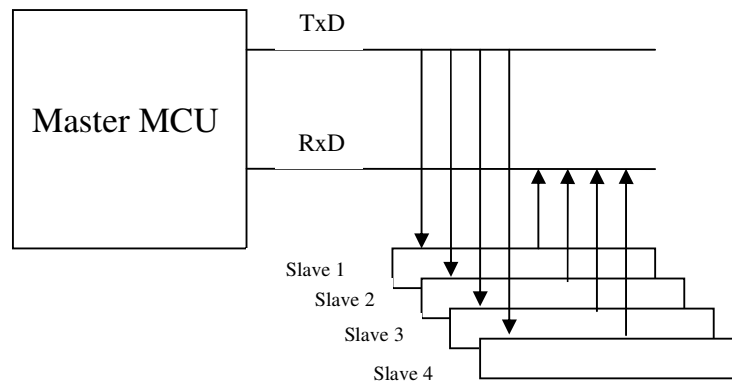 TxD
Master MCU
RxD
Slave 1
Slave 2
Slave 3
Slave 4